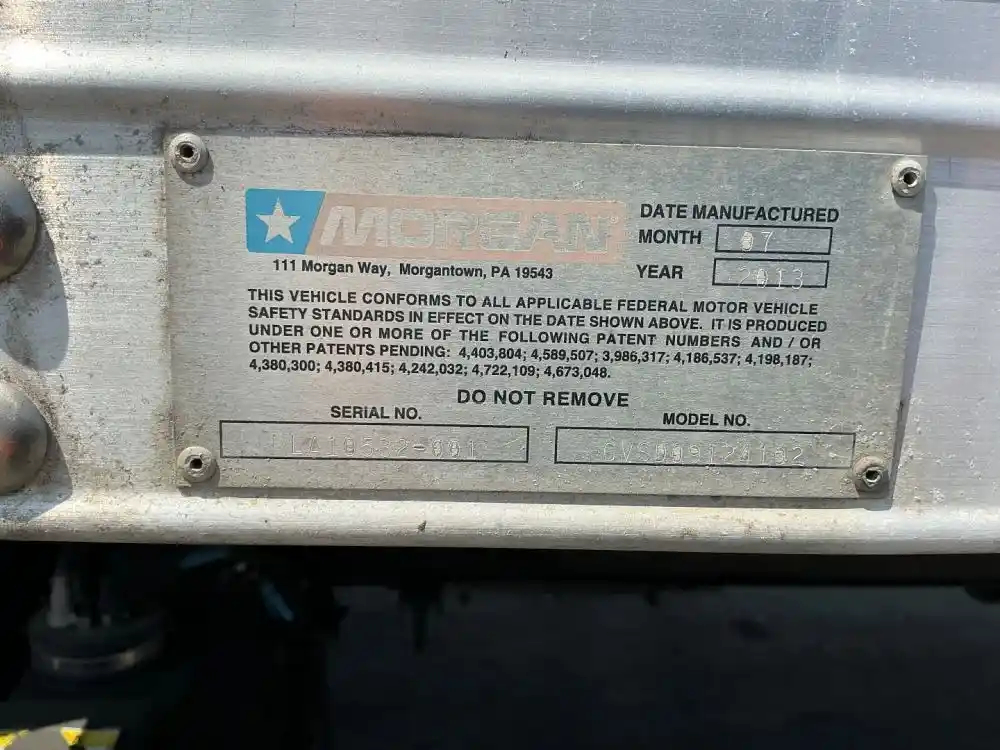 MORGAN
111 Morgan Way, Morgantown, PA 19543
DATE MANUFACTURED
MONTH 07
YEAR 2013
THIS VEHICLE CONFORMS TO ALL APPLICABLE FEDERAL MOTOR VEHICLE
SAFETY STANDARDS IN EFFECT ON THE DATE SHOWN ABOVE. IT IS PRODUCED
UNDER ONE OR MORE OF THE FOLLOWING PATENT NUMBERS AND / OR
OTHER PATENTS PENDING: 4,403,804; 4,589,507; 3,986,317; 4,186,537; 4,198,187;
4,380,300; 4,380,415; 4,242,032; 4,722,109; 4,673,048.
DO NOT REMOVE
SERIAL NO.
MODEL NO.